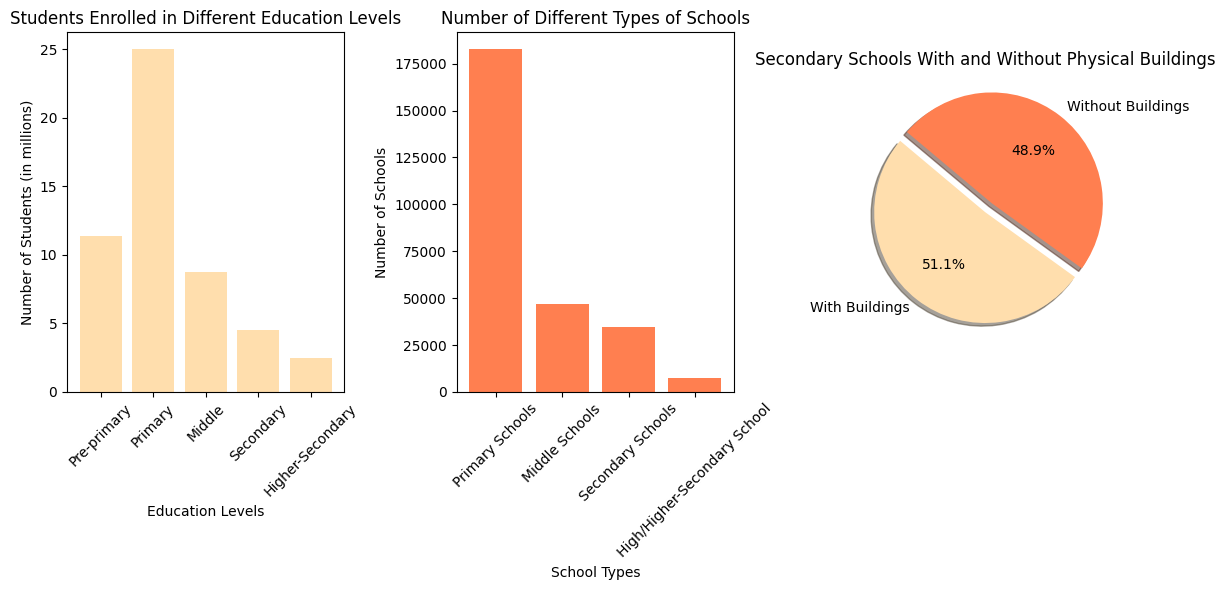 Students Enrolled in Different Education Levels
Number of Students (in millions)
25
20
15
10
5
0
Pre-primary
Primary
Middle
Secondary
Higher-Secondary
Education Levels
Number of Different Types of Schools
Number of Schools
175000
150000
125000
100000
75000
50000
25000
0
Primary Schools
Middle Schools
Secondary Schools
High/Higher-Secondary School
School Types
Secondary Schools With and Without Physical Buildings
Without Buildings
48.9%
51.1%
With Buildings